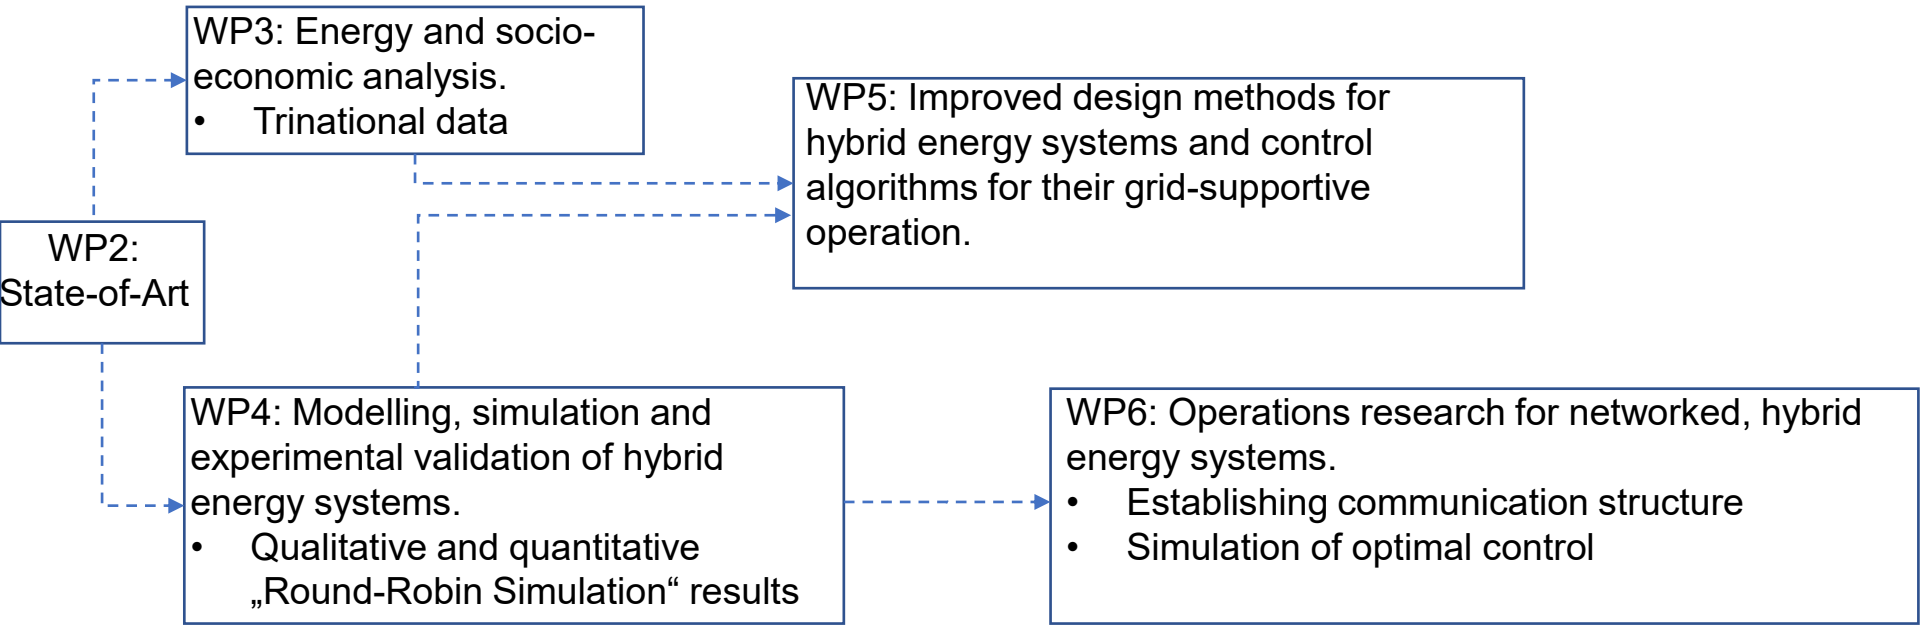 WP3: Energy and socio-
economic analysis.
• Trinational data
WP5: Improved design methods for
hybrid energy systems and control
algorithms for their grid-supportive
operation.
WP2:
State-of-Art
WP4: Modelling, simulation and
experimental validation of hybrid
energy systems.
• Qualitative and quantitative
„Round-Robin Simulation“ results
WP6: Operations research for networked, hybrid
energy systems.
• Establishing communication structure
• Simulation of optimal control